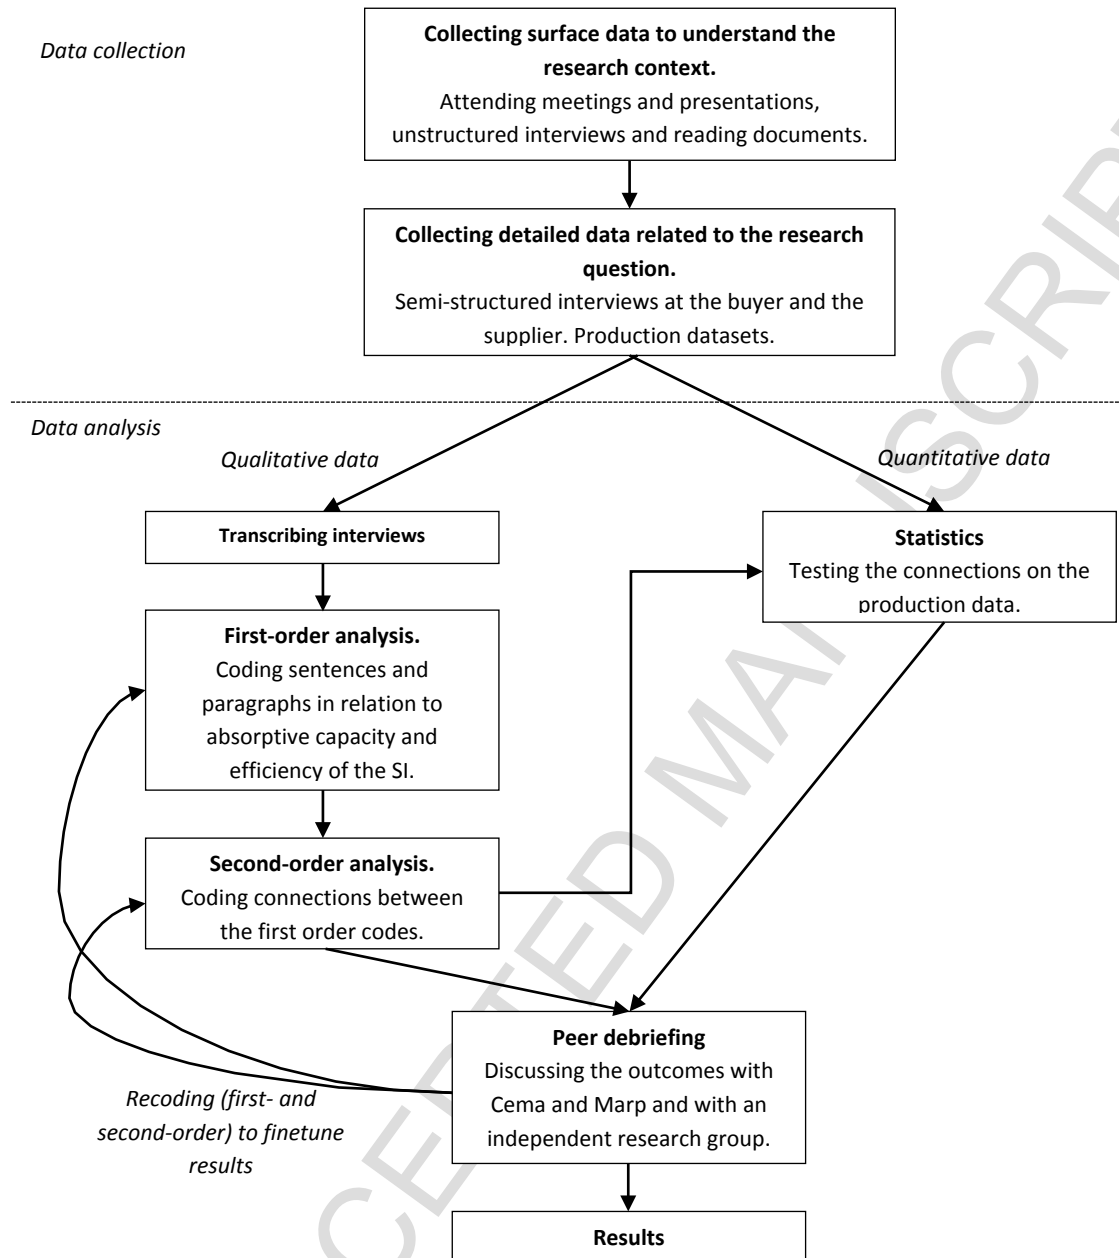 Data collection
Collecting surface data to understand the
research context.
Attending meetings and presentations,
unstructured interviews and reading documents.
Collecting detailed data related to the research
question.
Semi-structured interviews at the buyer and the
supplier. Production datasets.
Data analysis
Qualitative data
Quantitative data
Transcribing interviews
Statistics
Testing the connections on the
production data.
First-order analysis.
Coding sentences and
paragraphs in relation to
absorptive capacity and
efficiency of the SI.
Second-order analysis.
Coding connections between
the first order codes.
Peer debriefing
Discussing the outcomes with
Cema and Marp and with an
independent research group.
Recoding (first- and
second-order) to finetune
results
Results